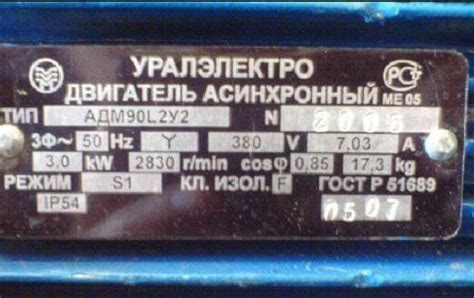 УРАЛЭЛЕКТРО
ДВИГАТЕЛЬ АСИНХРОННЫЙ МЕ 05
ТИП АДМ90L2У2 N
3Ф~ 50 Hz Y 380 V 7,03 A
3,0 kW 2830 r/min cosφ 0,85 17,3 kg
РЕЖИМ S1 КЛ. ИЗОЛ. F ГОСТ Р 51689
IP54 0507